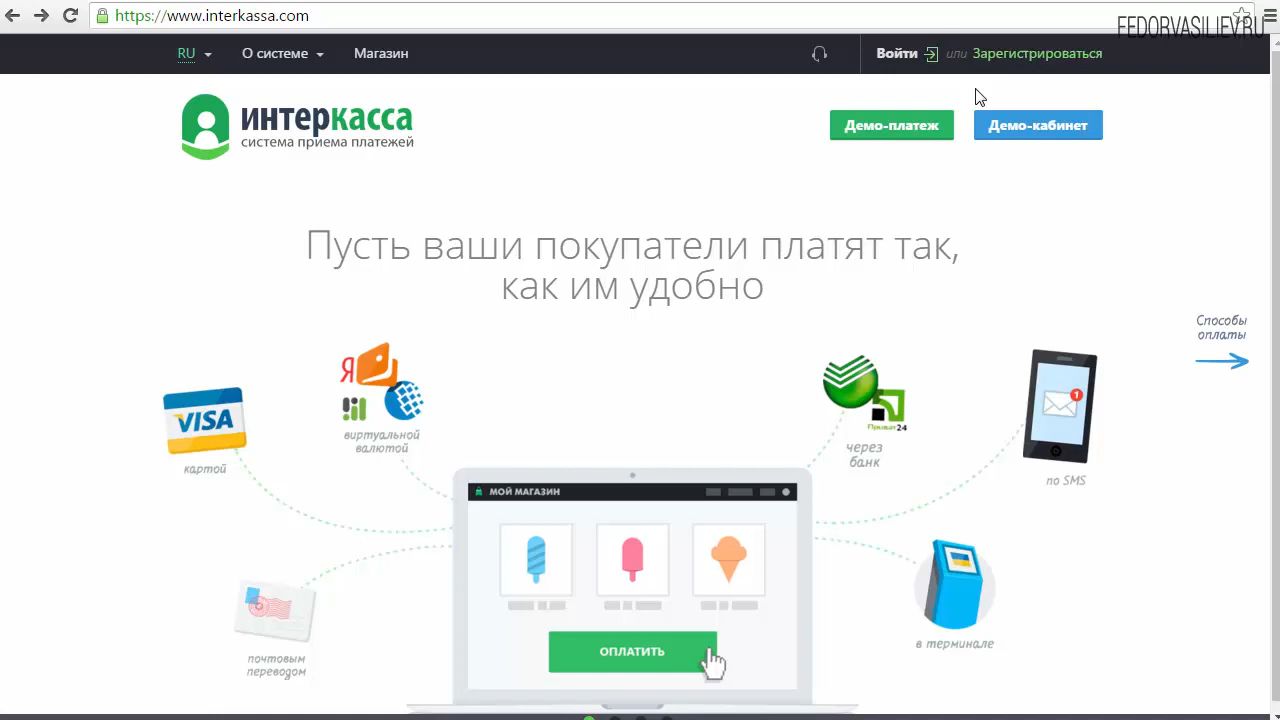 https://www.interkassa.com
FEDORVASILIEV.RU
RU
О системе
Магазин
Войти или Зарегистрироваться
интеркасса
система приема платежей
Демо-платеж
Демо-кабинет
Пусть ваши покупатели платят так,
как им удобно
Способы
оплаты
VISA
картой
Я
виртуальной
валютой
Приват24
через
банк
1
по SMS
МОЙ МАГАЗИН
ОПЛАТИТЬ
почтовым
переводом
в терминале